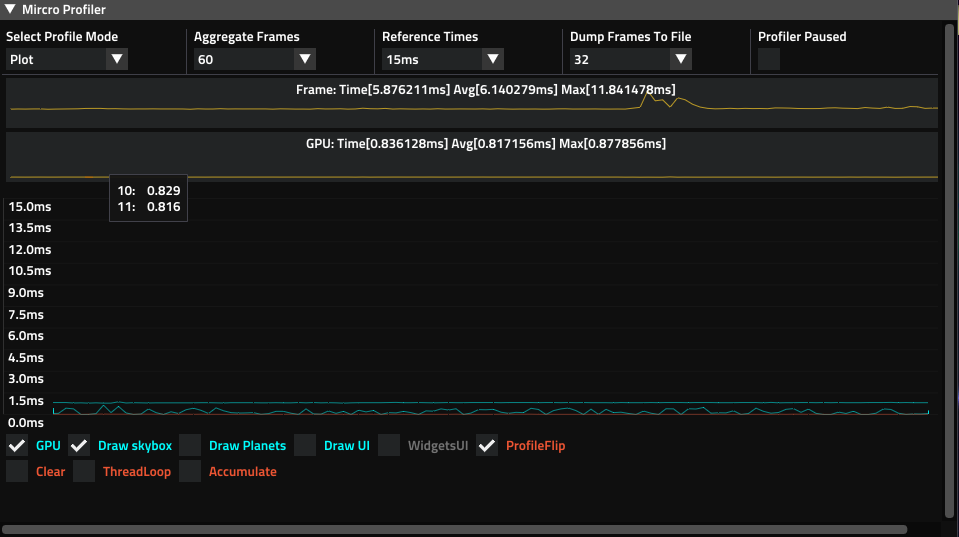 Mircro Profiler
Select Profile Mode Aggregate Frames Reference Times Dump Frames To File Profiler Paused
Plot 60 15ms 32
Frame: Time[5.876211ms] Avg[6.140279ms] Max[11.841478ms]
GPU: Time[0.836128ms] Avg[0.817156ms] Max[0.877856ms]
10: 0.829
11: 0.816
15.0ms
13.5ms
12.0ms
10.5ms
9.0ms
7.5ms
6.0ms
4.5ms
3.0ms
1.5ms
0.0ms
GPU Draw skybox Draw Planets Draw UI WidgetsUI ProfileFlip
Clear ThreadLoop Accumulate